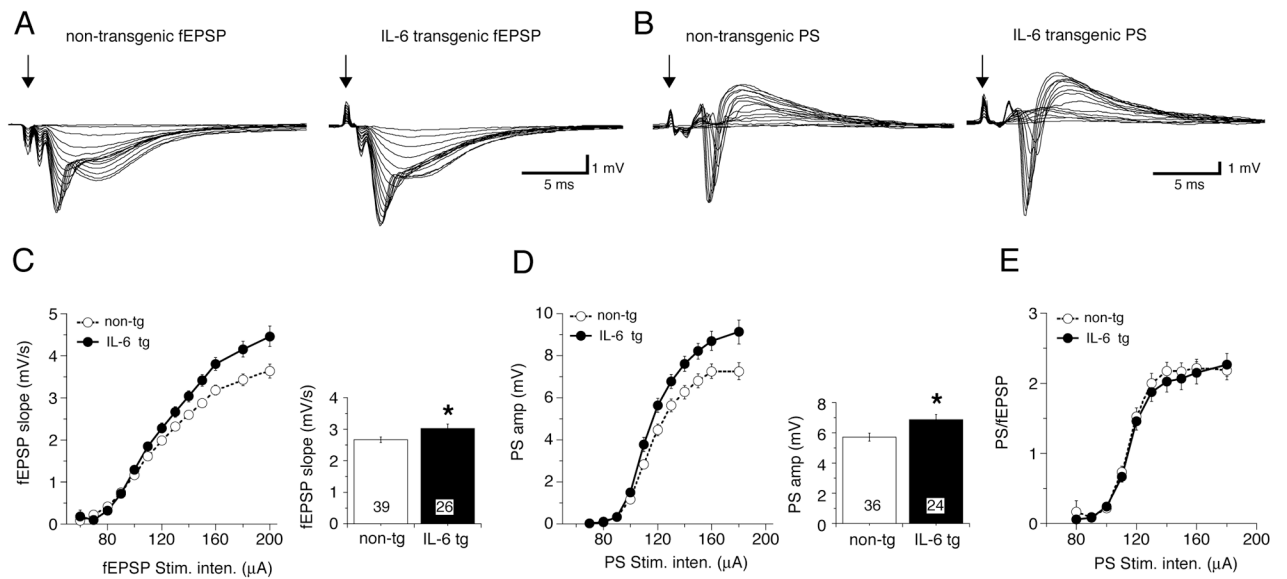 A
non-transgenic fEPSP
IL-6 transgenic fEPSP
1 mV
5 ms
B
non-transgenic PS
IL-6 transgenic PS
1 mV
5 ms
C
fEPSP slope (mV/s)
5
4
3
2
1
0
non-tg
IL-6 tg
80
120
160
200
fEPSP Stim. inten. (µA)
fEPSP slope (mV/s)
4
3
2
1
0
*
39
26
non-tg
IL-6 tg
D
PS amp (mV)
10
8
6
4
2
0
non-tg
IL-6 tg
80
120
160
200
PS Stim. inten. (µA)
PS amp (mV)
8
6
4
2
0
*
36
24
non-tg
IL-6 tg
E
PS/fEPSP
3
2
1
0
non-tg
IL-6 tg
80
120
160
200
PS Stim. inten. (µA)